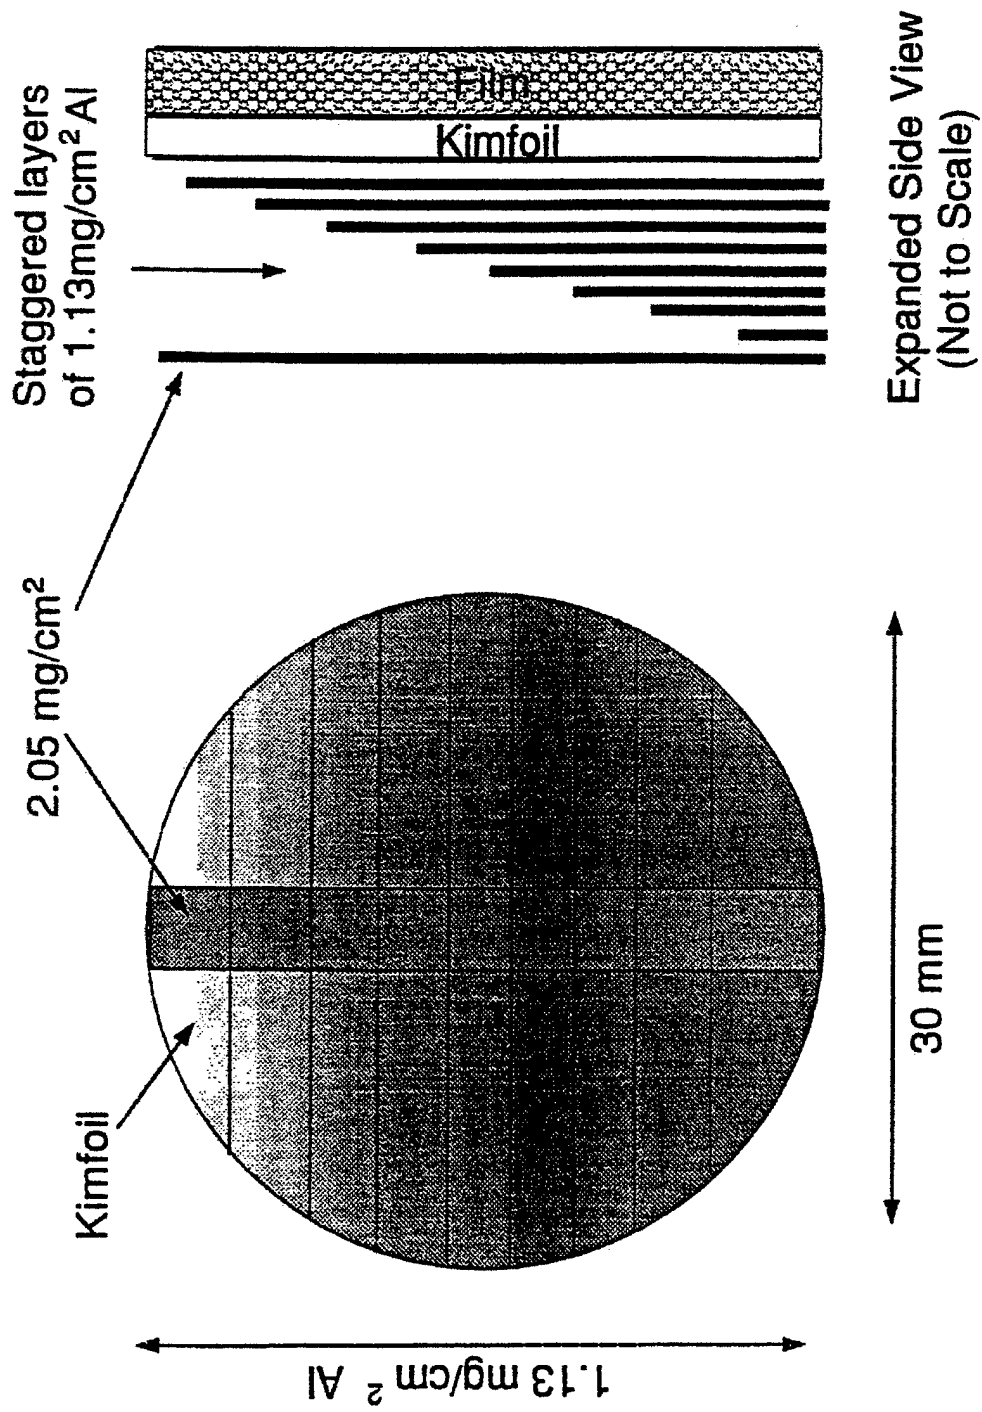 Kimfoil
2.05 mg/cm²
Staggered layers
of 1.13mg/cm² Al
1.13 mg/cm² Al
30 mm
Kimfoil
Film
Expanded Side View
(Not to Scale)